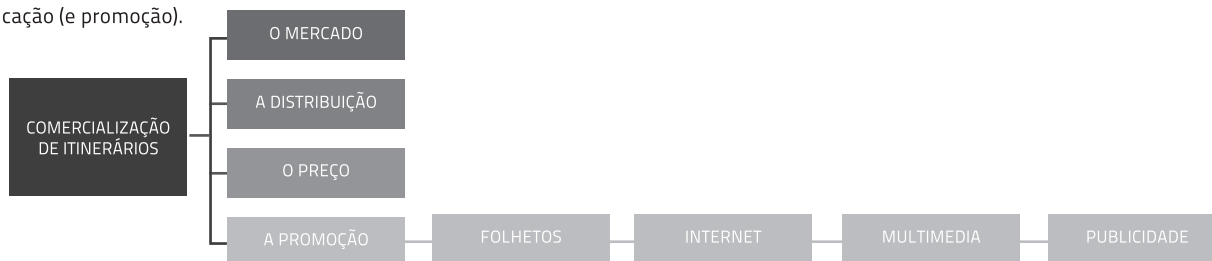 cação (e promoção).
O MERCADO
A DISTRIBUIÇÃO
COMERCIALIZAÇÃO
DE ITINERÁRIOS
O PREÇO
A PROMOÇÃO
FOLHETOS
INTERNET
MULTIMEDIA
PUBLICIDADE